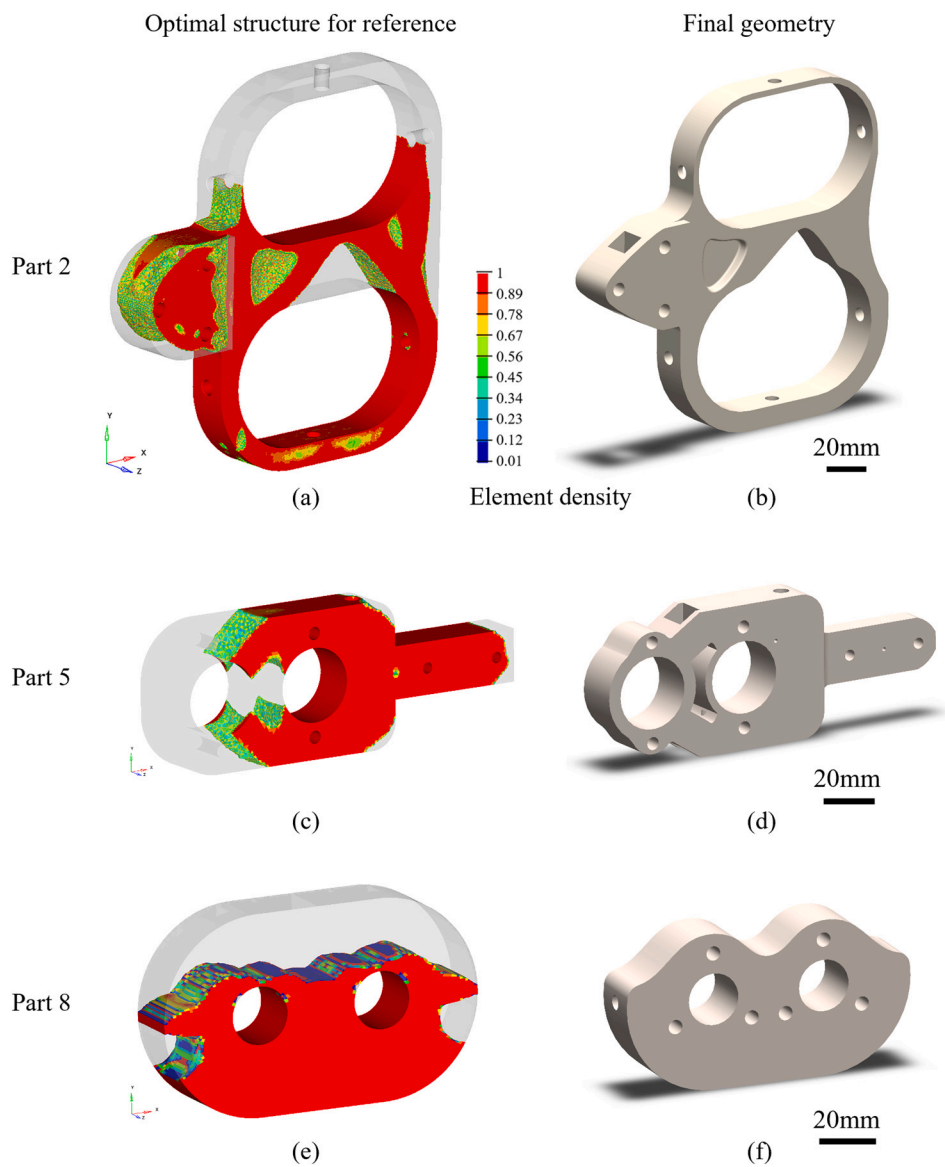 Optimal structure for reference
Final geometry
Part 2
1
0.89
0.78
0.67
0.56
0.45
0.34
0.23
0.12
0.01
Y
X
Z
20mm
(a)
Element density
(b)
Part 5
Y
X
Z
20mm
(c)
(d)
Part 8
Y
X
Z
20mm
(e)
(f)